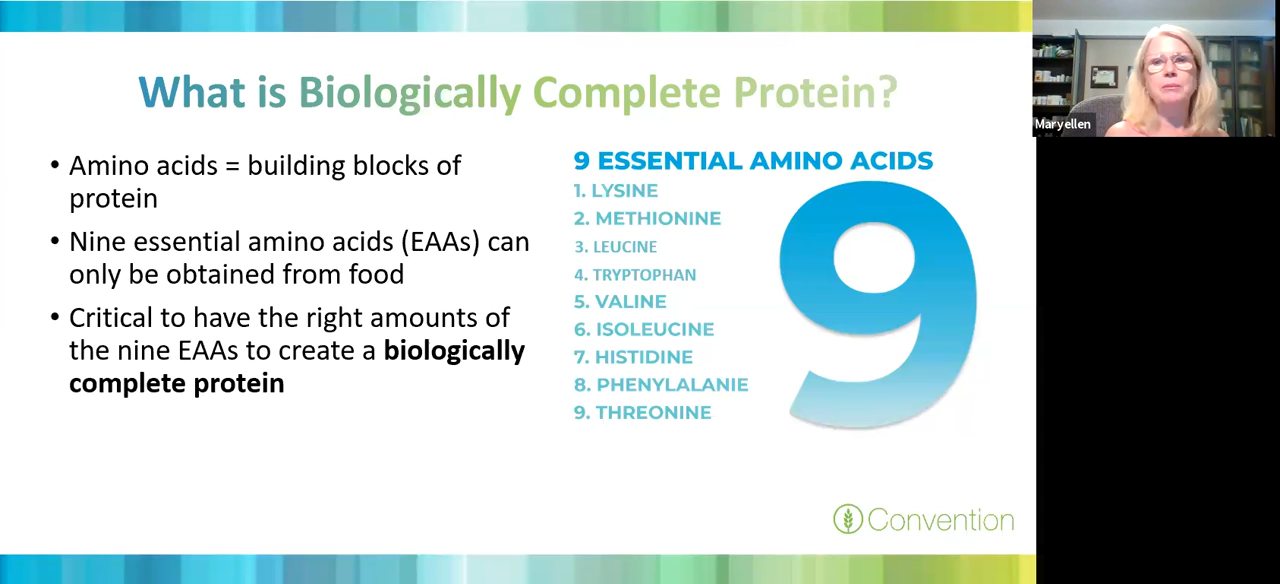 What is Biologically Complete Protein?
• Amino acids = building blocks of
protein
• Nine essential amino acids (EAAs) can
only be obtained from food
• Critical to have the right amounts of
the nine EAAs to create a biologically
complete protein
9 ESSENTIAL AMINO ACIDS
1. LYSINE
2. METHIONINE
3. LEUCINE
4. TRYPTOPHAN
5. VALINE
6. ISOLEUCINE
7. HISTIDINE
8. PHENYLALANIE
9. THREONINE
9
Convention
Maryellen